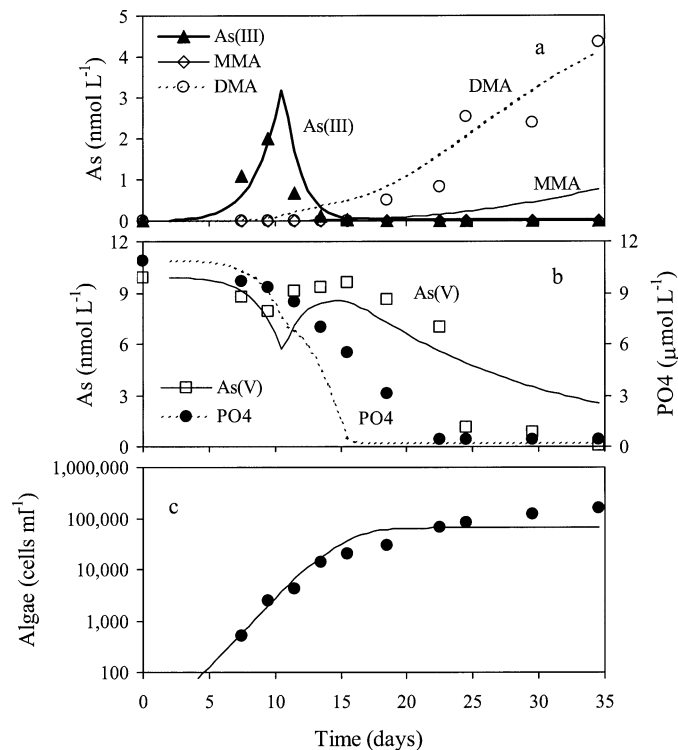 5
4
3
2
1
0
As (nmol L-1)
As(III)
MMA
DMA
a
DMA
As(III)
MMA
12
9
6
3
0
As (nmol L-1)
12
9
6
3
0
PO4 (μmol L-1)
b
As(V)
As(V)
PO4
PO4
1,000,000
100,000
10,000
1,000
100
Algae (cells ml-1)
c
0 5 10 15 20 25 30 35
Time (days)